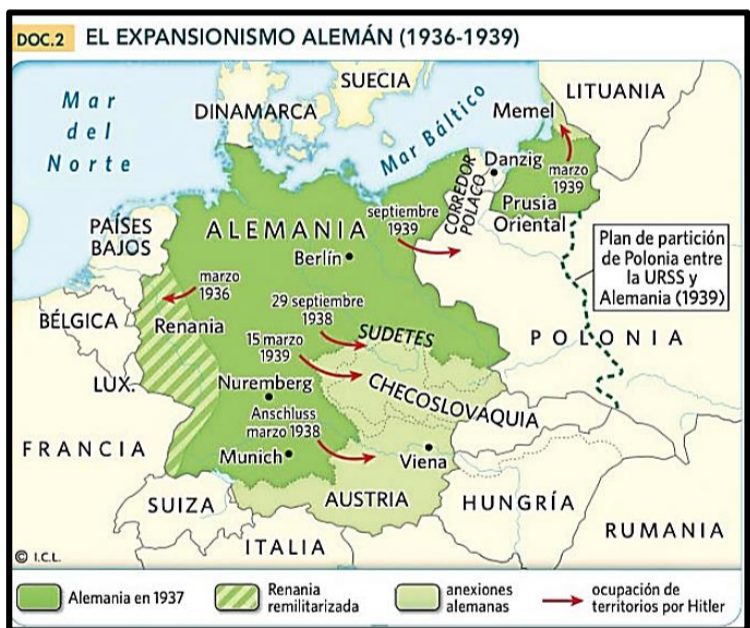 DOC.2 EL EXPANSIONISMO ALEMÁN (1936-1939)
Mar
del
Norte
DINAMARCA
SUECIA
Mar Báltico
LITUANIA
Memel
Danzig
marzo
1939
CORREDOR
POLACO
Prusia
Oriental
PAÍSES
BAJOS
ALEMANIA
Berlín
septiembre
1939
Plan de partición
de Polonia entre
la URSS y
Alemania (1939)
marzo
1936
BÉLGICA
Renania
29 septiembre
1938
15 marzo
1939
SUDETES
POLONIA
LUX.
Nuremberg
CHECOSLOVAQUIA
Anschluss
marzo 1938
FRANCIA
Munich
Viena
SUIZA
AUSTRIA
HUNGRÍA
RUMANIA
ITALIA
© I.C.L.
Alemania en 1937
Renania
remilitarizada
anexiones
alemanas
ocupación de
territorios por Hitler